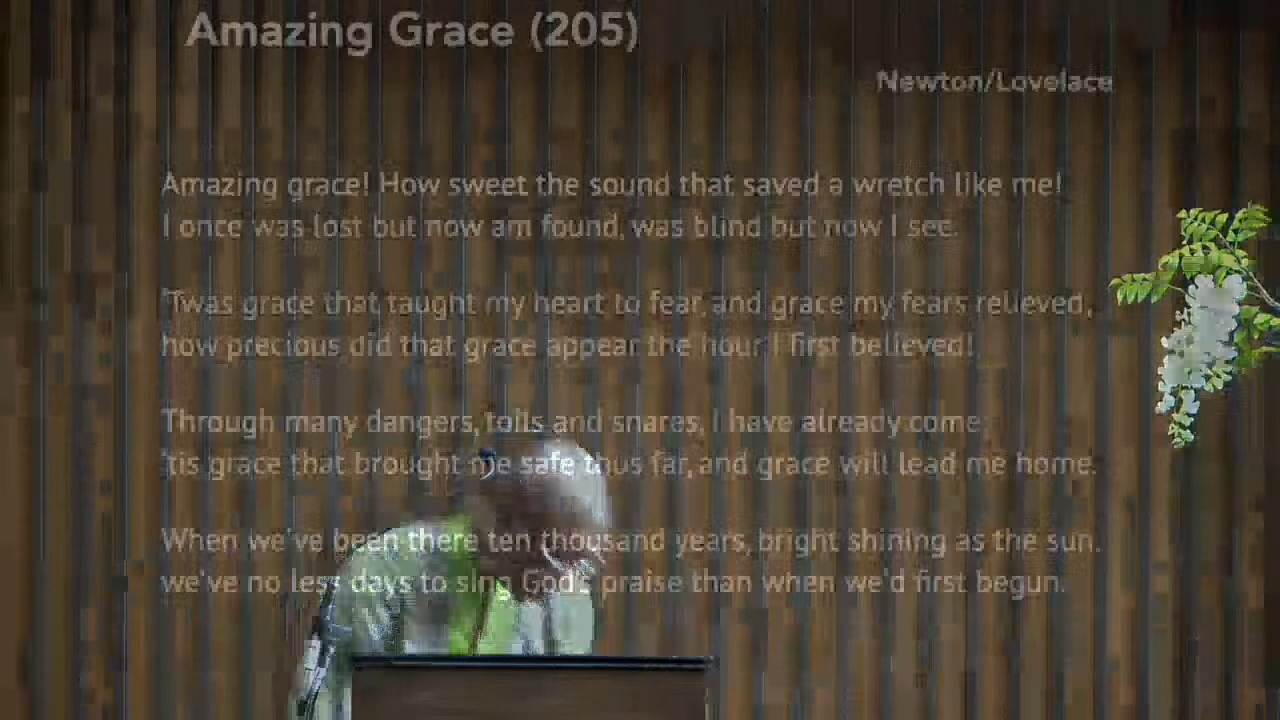 Amazing Grace (205)
Newton/Lovelace
Amazing grace! How sweet the sound that saved a wretch like me!
I once was lost but now am found, was blind but now I see.
'Twas grace that taught my heart to fear, and grace my fears relieved,
how precious did that grace appear the hour I first believed!
Through many dangers, toils and snares, I have already come;
'tis grace that brought me safe thus far, and grace will lead me home.
When we've been there ten thousand years, bright shining as the sun.
we've no less days to sing God's praise than when we'd first begun.